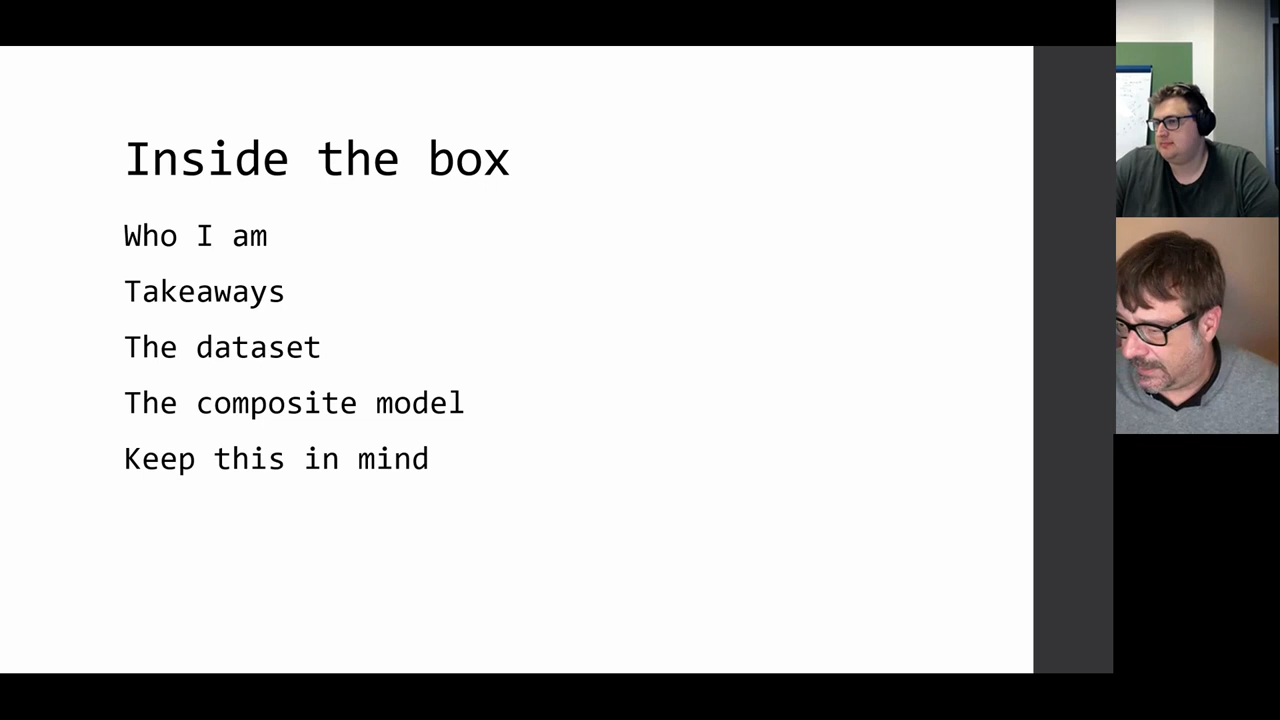 Inside the box
Who I am
Takeaways
The dataset
The composite model
Keep this in mind